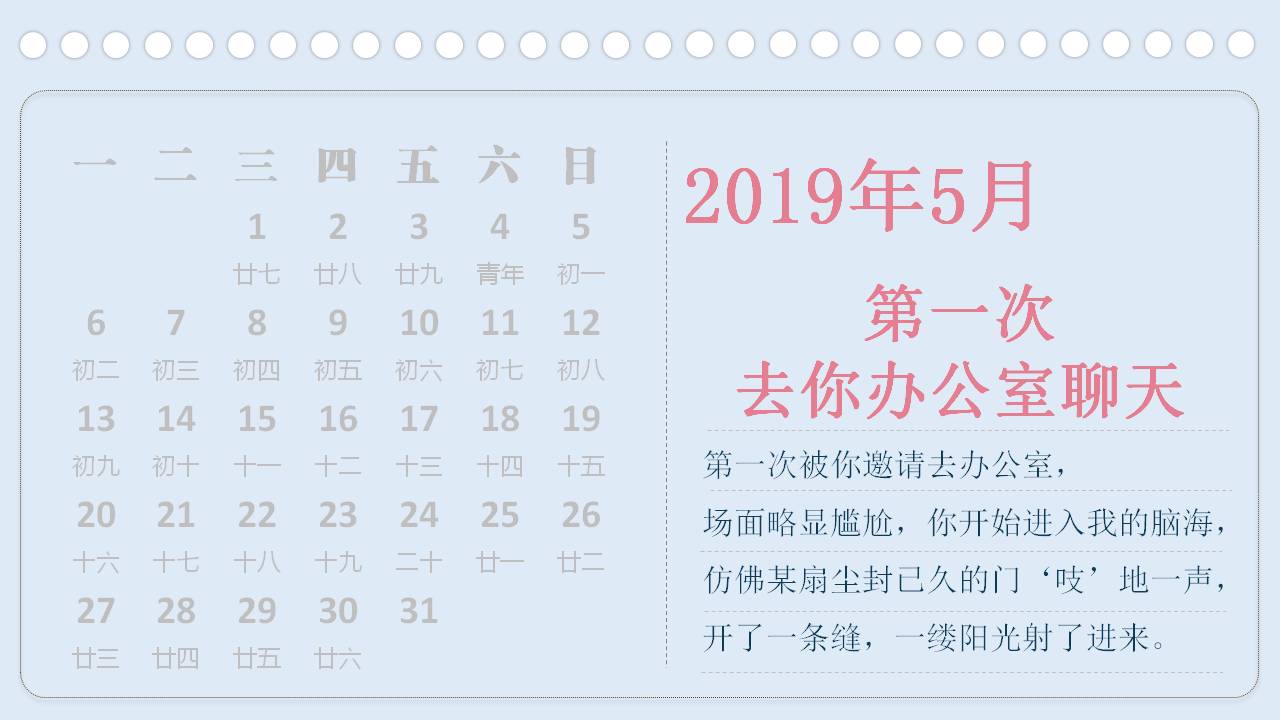 一 二 三 四 五 六 日
1 2 3 4 5
廿七 廿八 廿九 青年 初一
6 7 8 9 10 11 12
初二 初三 初四 初五 初六 初七 初八
13 14 15 16 17 18 19
初九 初十 十一 十二 十三 十四 十五
20 21 22 23 24 25 26
十六 十七 十八 十九 二十 廿一 廿二
27 28 29 30 31
廿三 廿四 廿五 廿六
2019年5月
第一次
去你办公室聊天
第一次被你邀请去办公室，
场面略显尴尬，你开始进入我的脑海，
仿佛某扇尘封已久的门‘吱’地一声，
开了一条缝，一缕阳光射了进来。